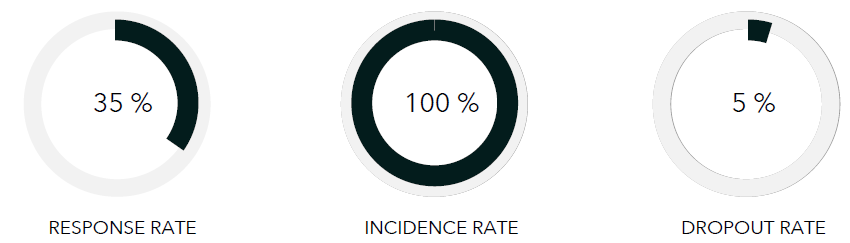 35 %
100 %
5 %
RESPONSE RATE
INCIDENCE RATE
DROPOUT RATE